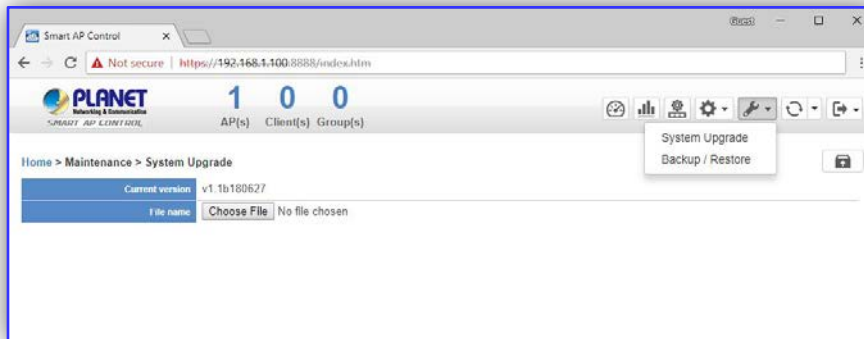 Guest
Smart AP Control
Not secure | https://192.168.1.100:8888/index.htm
PLANET
Networking & Communication
SMART AP CONTROL
1 0 0
AP(s) Client(s) Group(s)
System Upgrade
Backup / Restore
Home > Maintenance > System Upgrade
Current version v1.1b180627
File name Choose File No file chosen